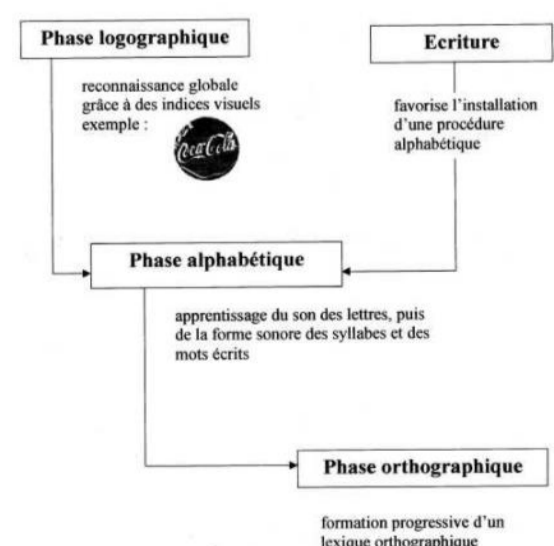 Phase logographique
reconnaissance globale
grâce à des indices visuels
exemple :
Coca-Cola
Ecriture
favorise l'installation
d'une procédure
alphabétique
Phase alphabétique
apprentissage du son des lettres, puis
de la forme sonore des syllabes et des
mots écrits
Phase orthographique
formation progressive d'un
lexique orthographique